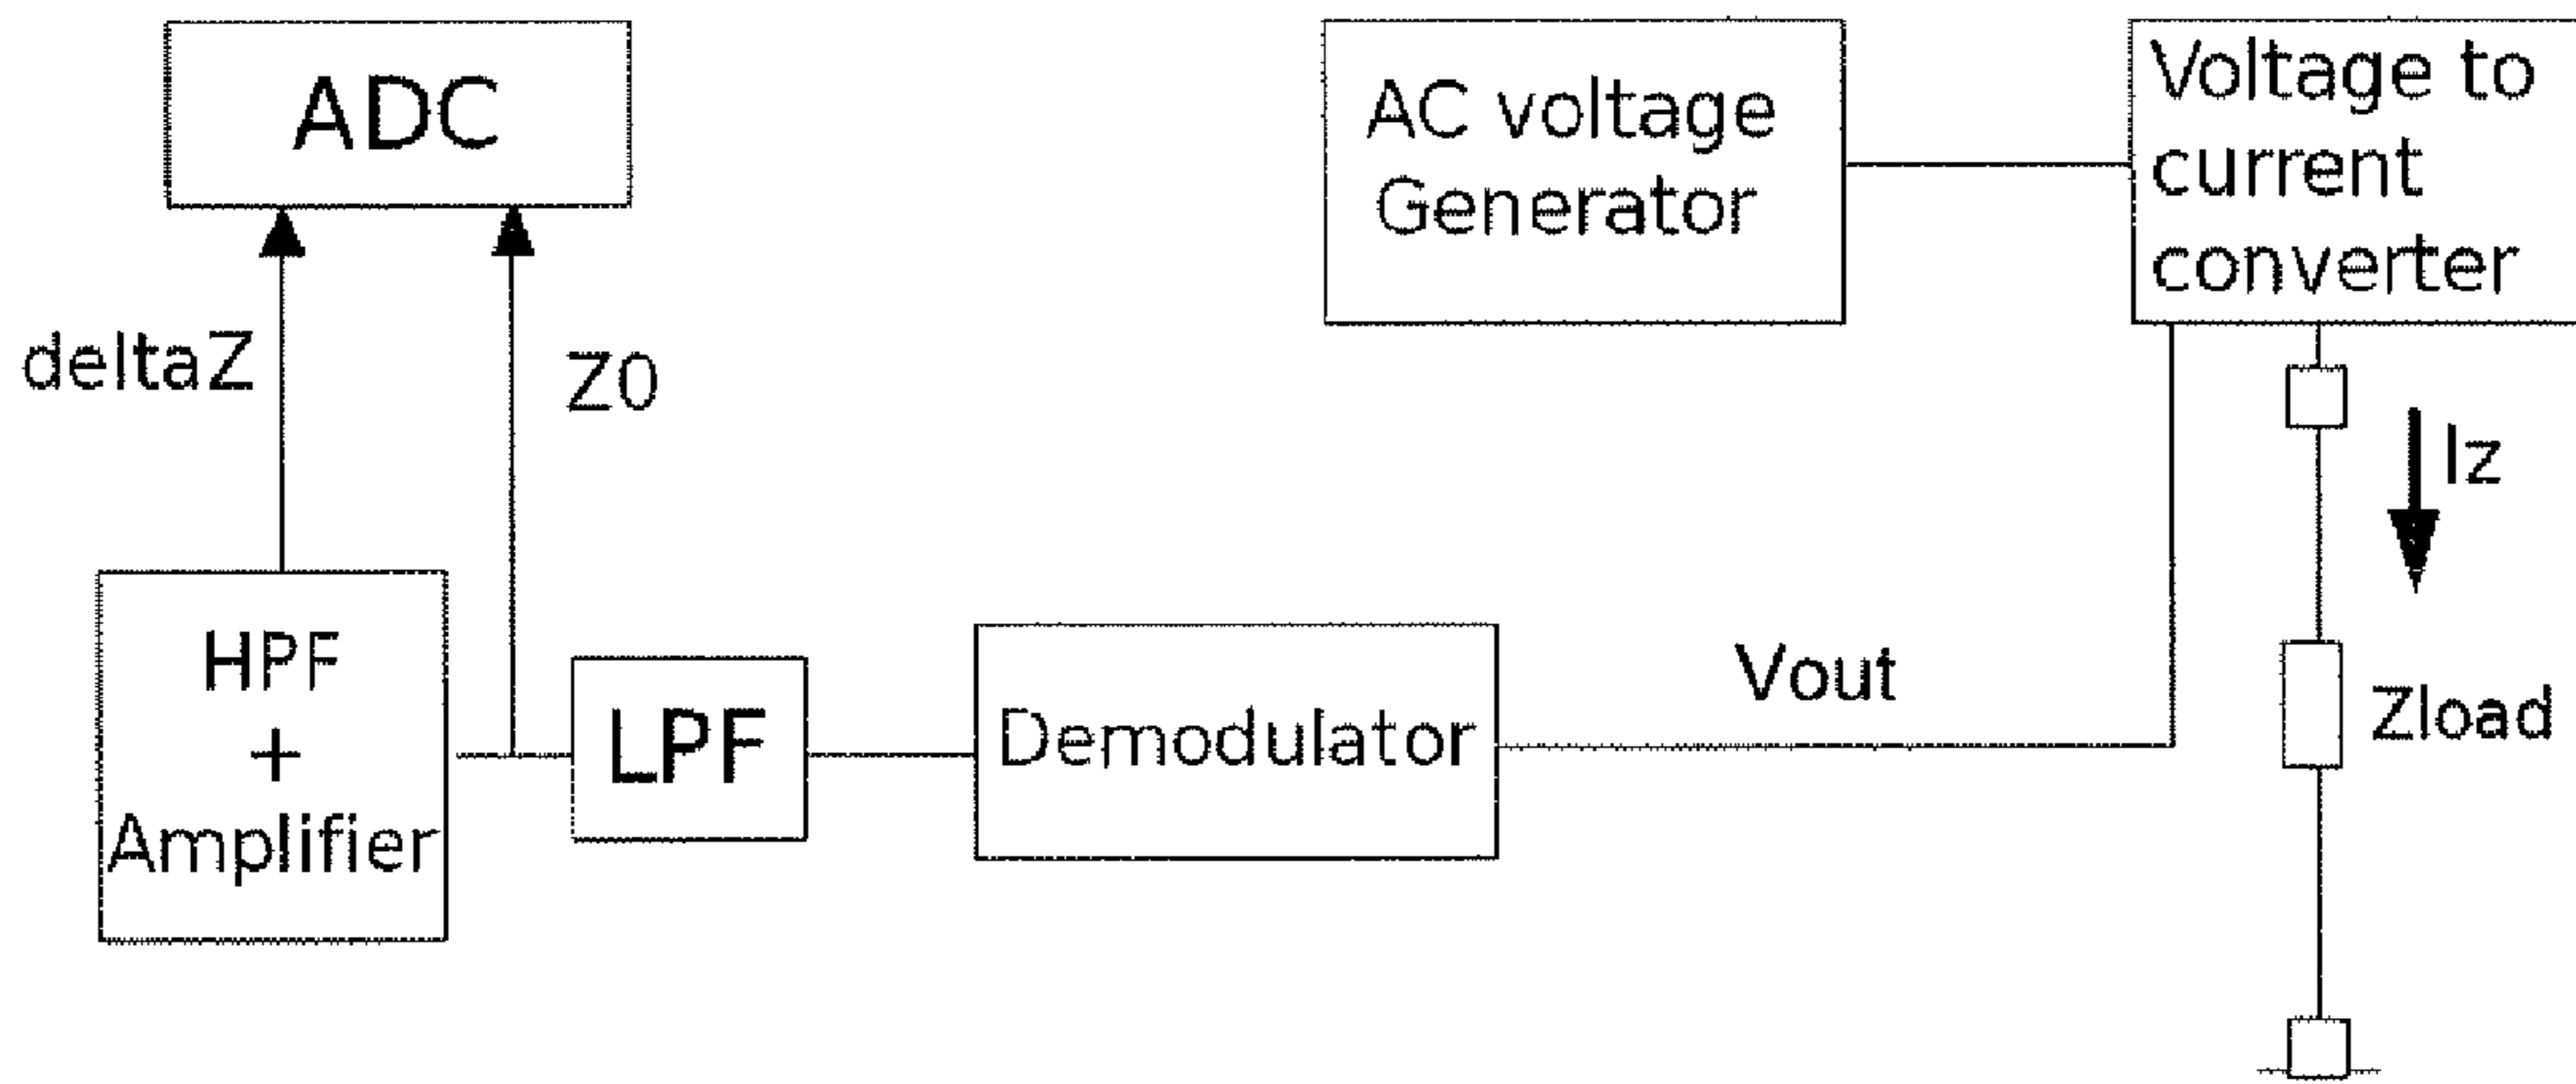 ADC
AC voltage
Generator
Voltage to
current
converter
deltaZ
Z0
Iz
HPF
+
Amplifier
LPF
Demodulator
Vout
Zload